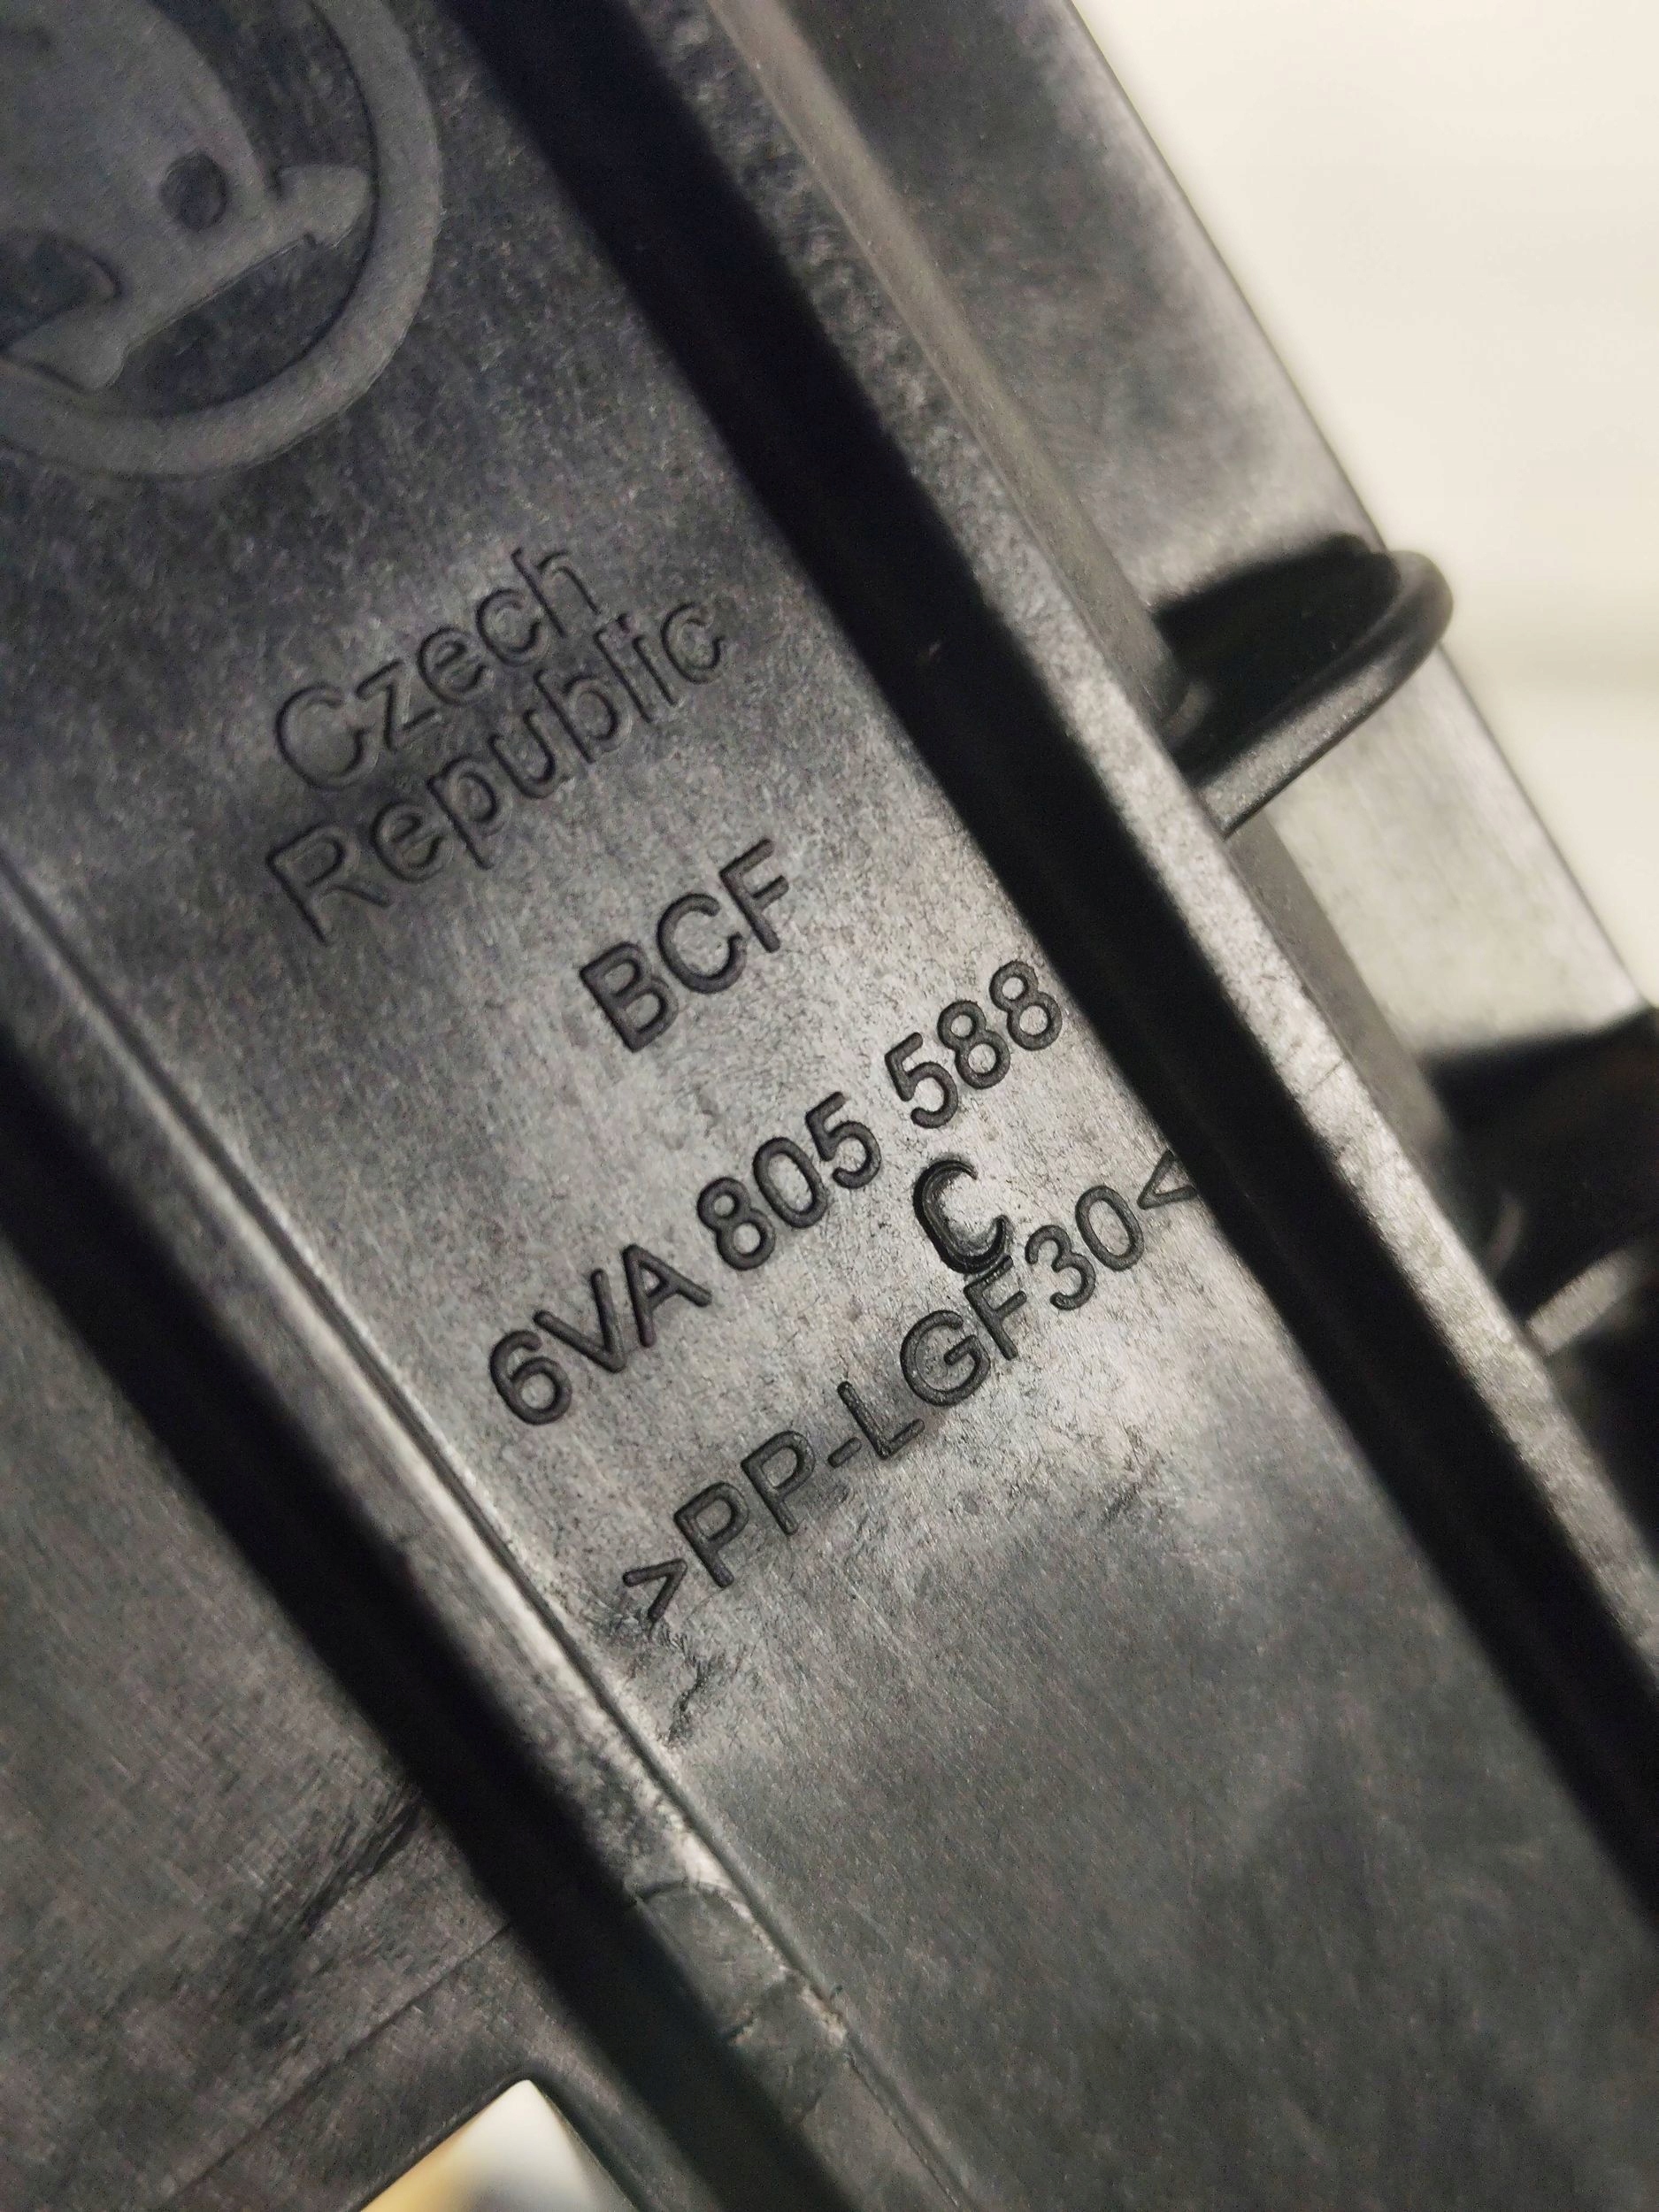 Czech
Republic
BCF
6VA 805 588
C
>PP-LGF30<